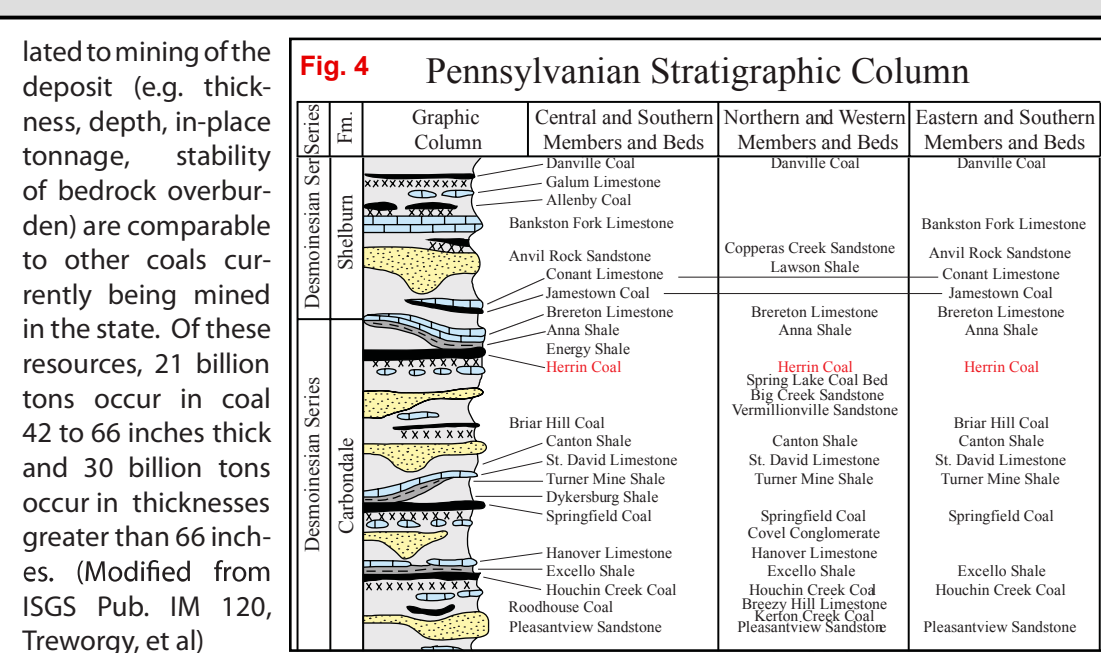 lated to mining of the
deposit (e.g. thick-
ness, depth, in-place
tonnage, stability
of bedrock overbur-
den) are comparable
to other coals cur-
rently being mined
in the state. Of these
resources, 21 billion
tons occur in coal
42 to 66 inches thick
and 30 billion tons
occur in thicknesses
greater than 66 inch-
es. (Modified from
ISGS Pub. IM 120,
Treworgy, et al)
Fig. 4 Pennsylvanian Stratigraphic Column
Series
Fm.
Graphic
Column
Central and Southern
Members and Beds
Northern and Western
Members and Beds
Eastern and Southern
Members and Beds
Desmoinesian Ser
Shelburn
Desmoinesian Series
Carbondale
Danville Coal
Galum Limestone
Allenby Coal
Bankston Fork Limestone
Anvil Rock Sandstone
Conant Limestone
Jamestown Coal
Brereton Limestone
Anna Shale
Energy Shale
Herrin Coal
Briar Hill Coal
Canton Shale
St. David Limestone
Turner Mine Shale
Dykersburg Shale
Springfield Coal
Hanover Limestone
Excello Shale
Houchin Creek Coal
Roodhouse Coal
Pleasantview Sandstone
Danville Coal
Copperas Creek Sandstone
Lawson Shale
Brereton Limestone
Anna Shale
Herrin Coal
Spring Lake Coal Bed
Big Creek Sandstone
Vermillionville Sandstone
Canton Shale
St. David Limestone
Turner Mine Shale
Springfield Coal
Covel Conglomerate
Hanover Limestone
Excello Shale
Houchin Creek Coal
Breezy Hill Limestone
Kerton Creek Coal
Pleasantview Sandstone
Danville Coal
Bankston Fork Limestone
Anvil Rock Sandstone
Conant Limestone
Jamestown Coal
Brereton Limestone
Anna Shale
Herrin Coal
Briar Hill Coal
Canton Shale
St. David Limestone
Turner Mine Shale
Springfield Coal
Excello Shale
Houchin Creek Coal
Pleasantview Sandstone